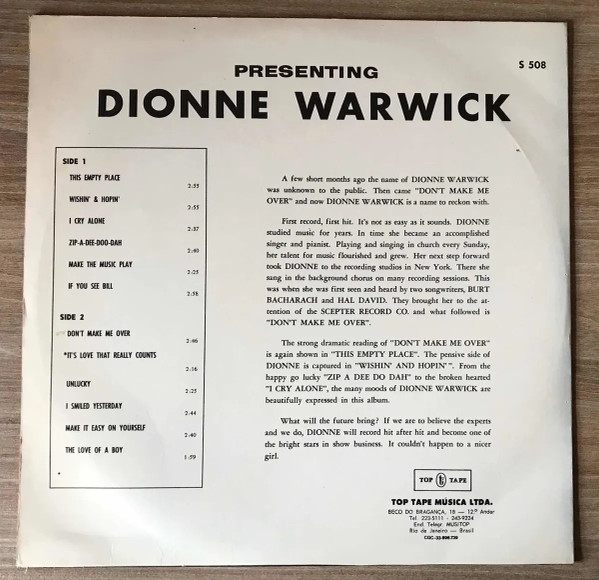 PRESENTING
S 508
DIONNE WARWICK
SIDE 1
THIS EMPTY PLACE
2:55
WISHIN' & HOPIN'
2:55
I CRY ALONE
2:37
ZIP-A-DEE-DOO-DAH
2:40
MAKE THE MUSIC PLAY
2:25
IF YOU SEE BILL
2:58
SIDE 2
DON'T MAKE ME OVER
2:46
*IT'S LOVE THAT REALLY COUNTS
2:16
UNLUCKY
2:25
I SMILED YESTERDAY
2:44
MAKE IT EASY ON YOURSELF
2:40
THE LOVE OF A BOY
1:59
A few short months ago the name of DIONNE WARWICK
was unknown to the public. Then came "DON'T MAKE ME
OVER" and now DIONNE WARWICK is a name to reckon with.
First record, first hit. It's not as easy as it sounds. DIONNE
studied music for years. In time she became an accomplished
singer and pianist. Playing and singing in church every Sunday,
her talent for music flourished and grew. Her next step forward
took DIONNE to the recording studios in New York. There she
sang in the background chorus on many recording sessions. This
was when she was first seen and heard by two songwriters, BURT
BACHARACH and HAL DAVID. They brought her to the at-
tention of the SCEPTER RECORD CO. and what followed is
"DON'T MAKE ME OVER".
The strong dramatic reading of "DON'T MAKE ME OVER"
is again shown in "THIS EMPTY PLACE". The pensive side of
DIONNE is captured in "WISHIN' AND HOPIN'". From the
happy go lucky "ZIP A DEE DO DAH" to the broken hearted
"I CRY ALONE", the many moods of DIONNE WARWICK are
beautifully expressed in this album.
What will the future bring? If we are to believe the experts
and we do, DIONNE will record hit after hit and become one of
the bright stars in show business. It couldn't happen to a nicer
girl.
TOP TAPE
TOP TAPE MÚSICA LTDA.
BÊCO DO BRAGANÇA, 16 — 12.º Andar
Tel. 223-5111 - 243-9224
End. Telegr. MUSITOP
Rio de Janeiro — Brasil